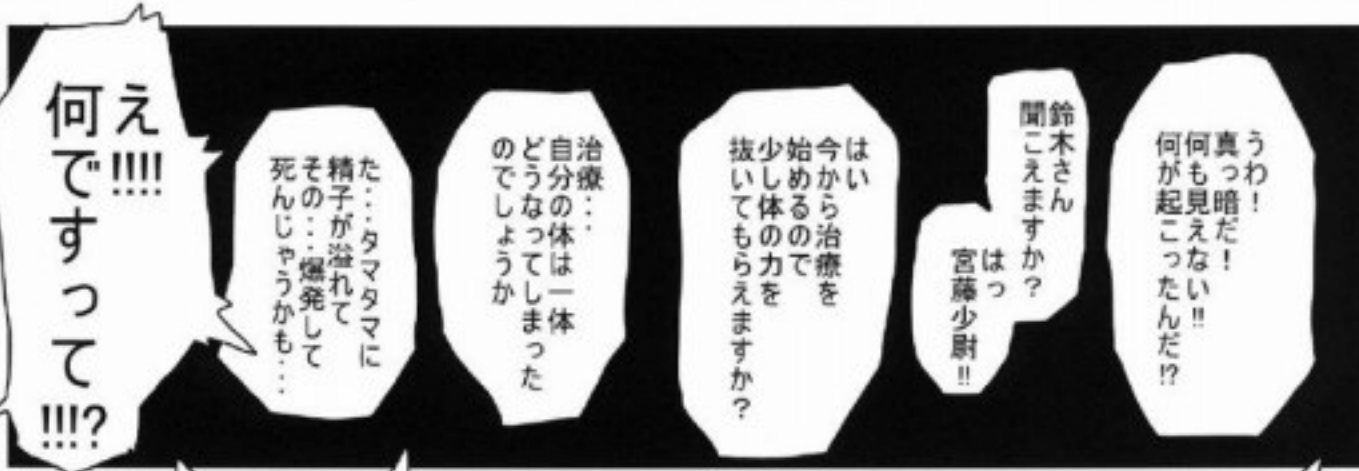 うわ！
真っ暗だ！
何も見えない!!
何が起こったんだ!?
鈴木さん
聞こえますか？
はっ
宮藤少尉!!
はい
今から治療を
始めるので
少し体の力を
抜いてもらえますか？
治療・・・
自分の体は一体
どうなってしまった
のでしょうか
た・・・タマタマに
精子が溢れて
その・・爆発して
死んじゃうかも・・・
え!!!!
何ですって!!!?